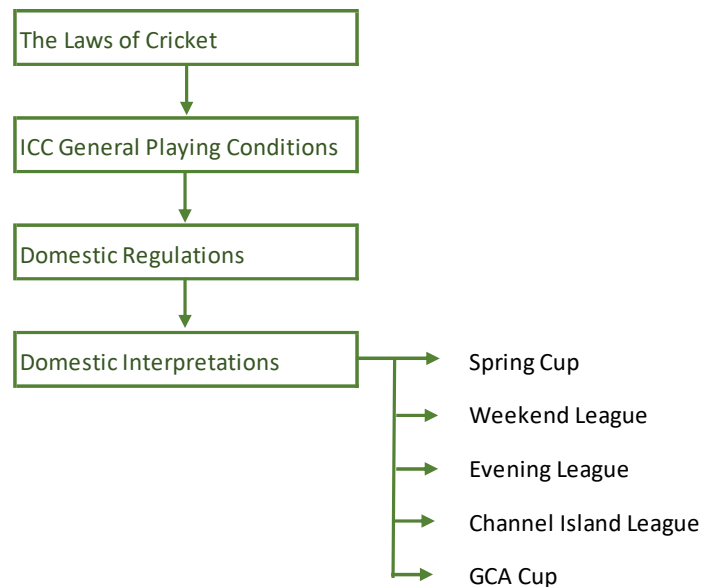 The Laws of Cricket
ICC General Playing Conditions
Domestic Regulations
Domestic Interpretations
Spring Cup
Weekend League
Evening League
Channel Island League
GCA Cup